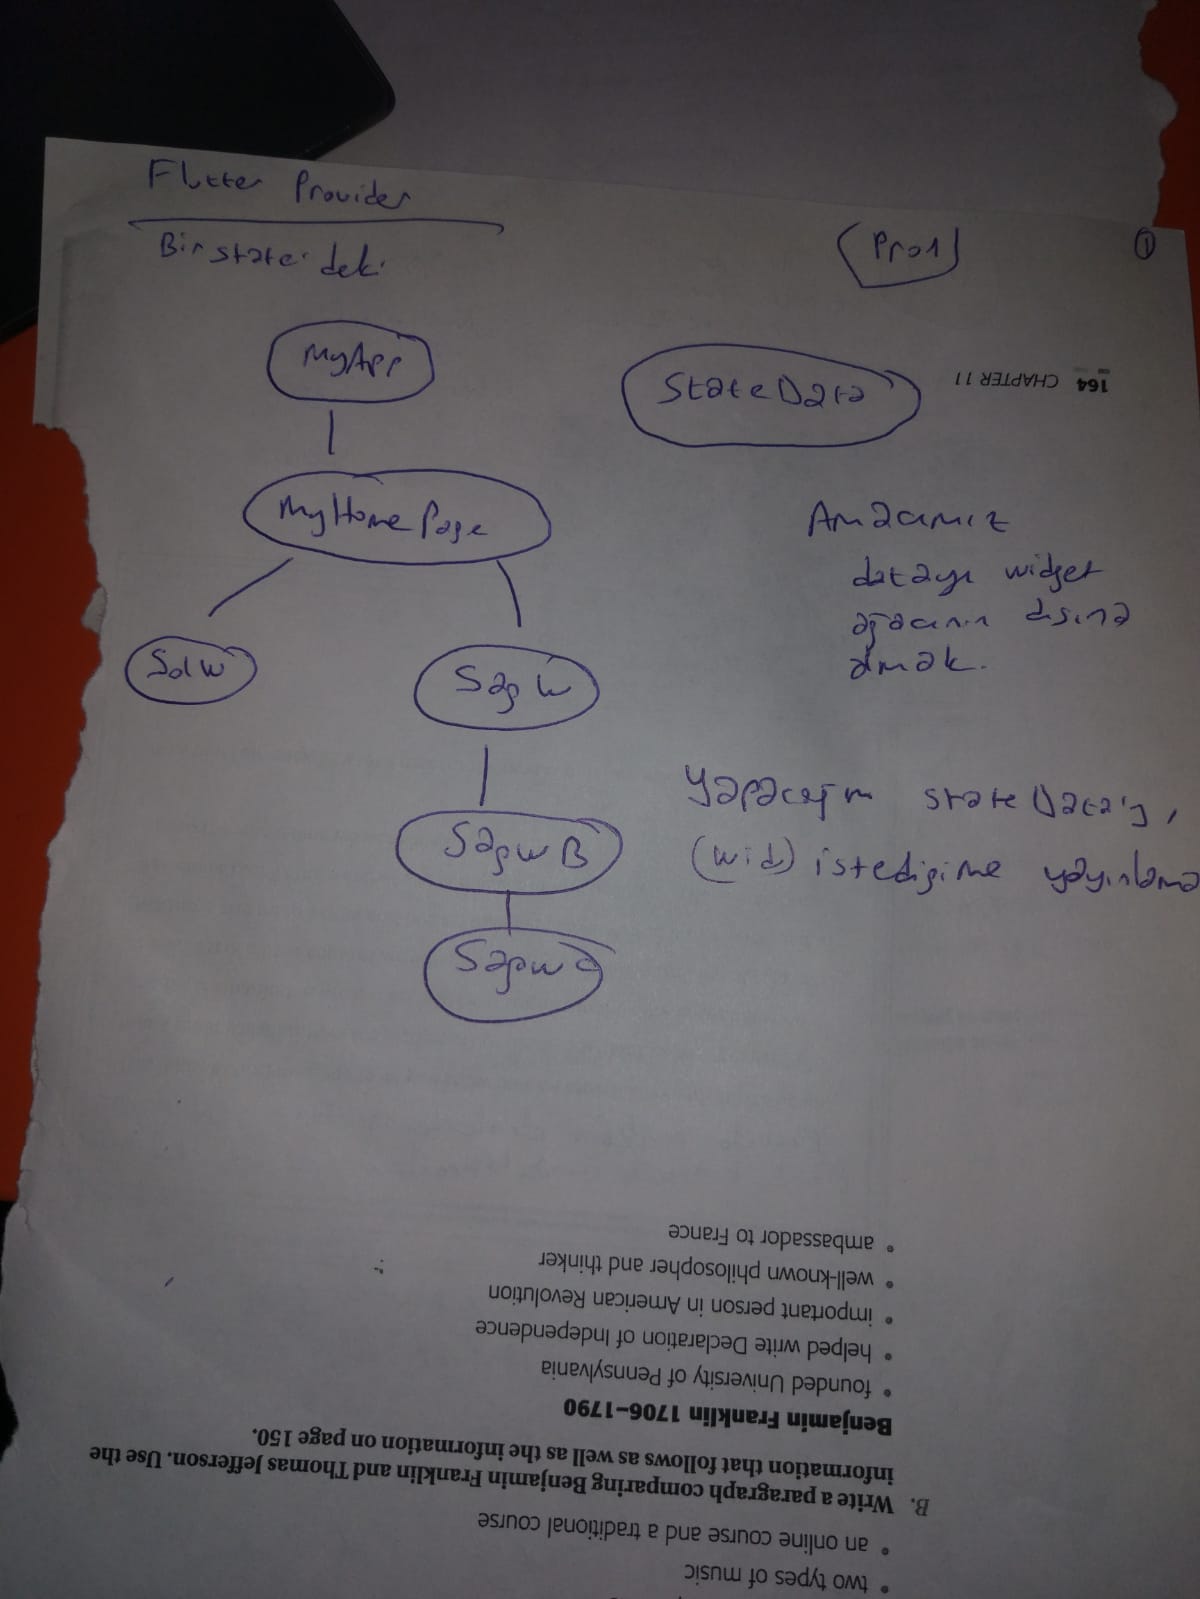 Flutter Provider
Bir state'deki
Pro1
1
MyApp
StateData
164 CHAPTER 11
MyHomePage
Amacımız
datayı widget
ağacının dışına
almak.
SolW
SağW
Yapacağım stateData'yı,
SağWB
(wid) istediğime yayınlama
SağWC
• ambassador to France
• well-known philosopher and thinker
• important person in American Revolution
• helped write Declaration of Independence
• founded University of Pennsylvania
Benjamin Franklin 1706–1790
information that follows as well as the information on page 150.
B. Write a paragraph comparing Benjamin Franklin and Thomas Jefferson. Use the
• an online course and a traditional course
• two types of music